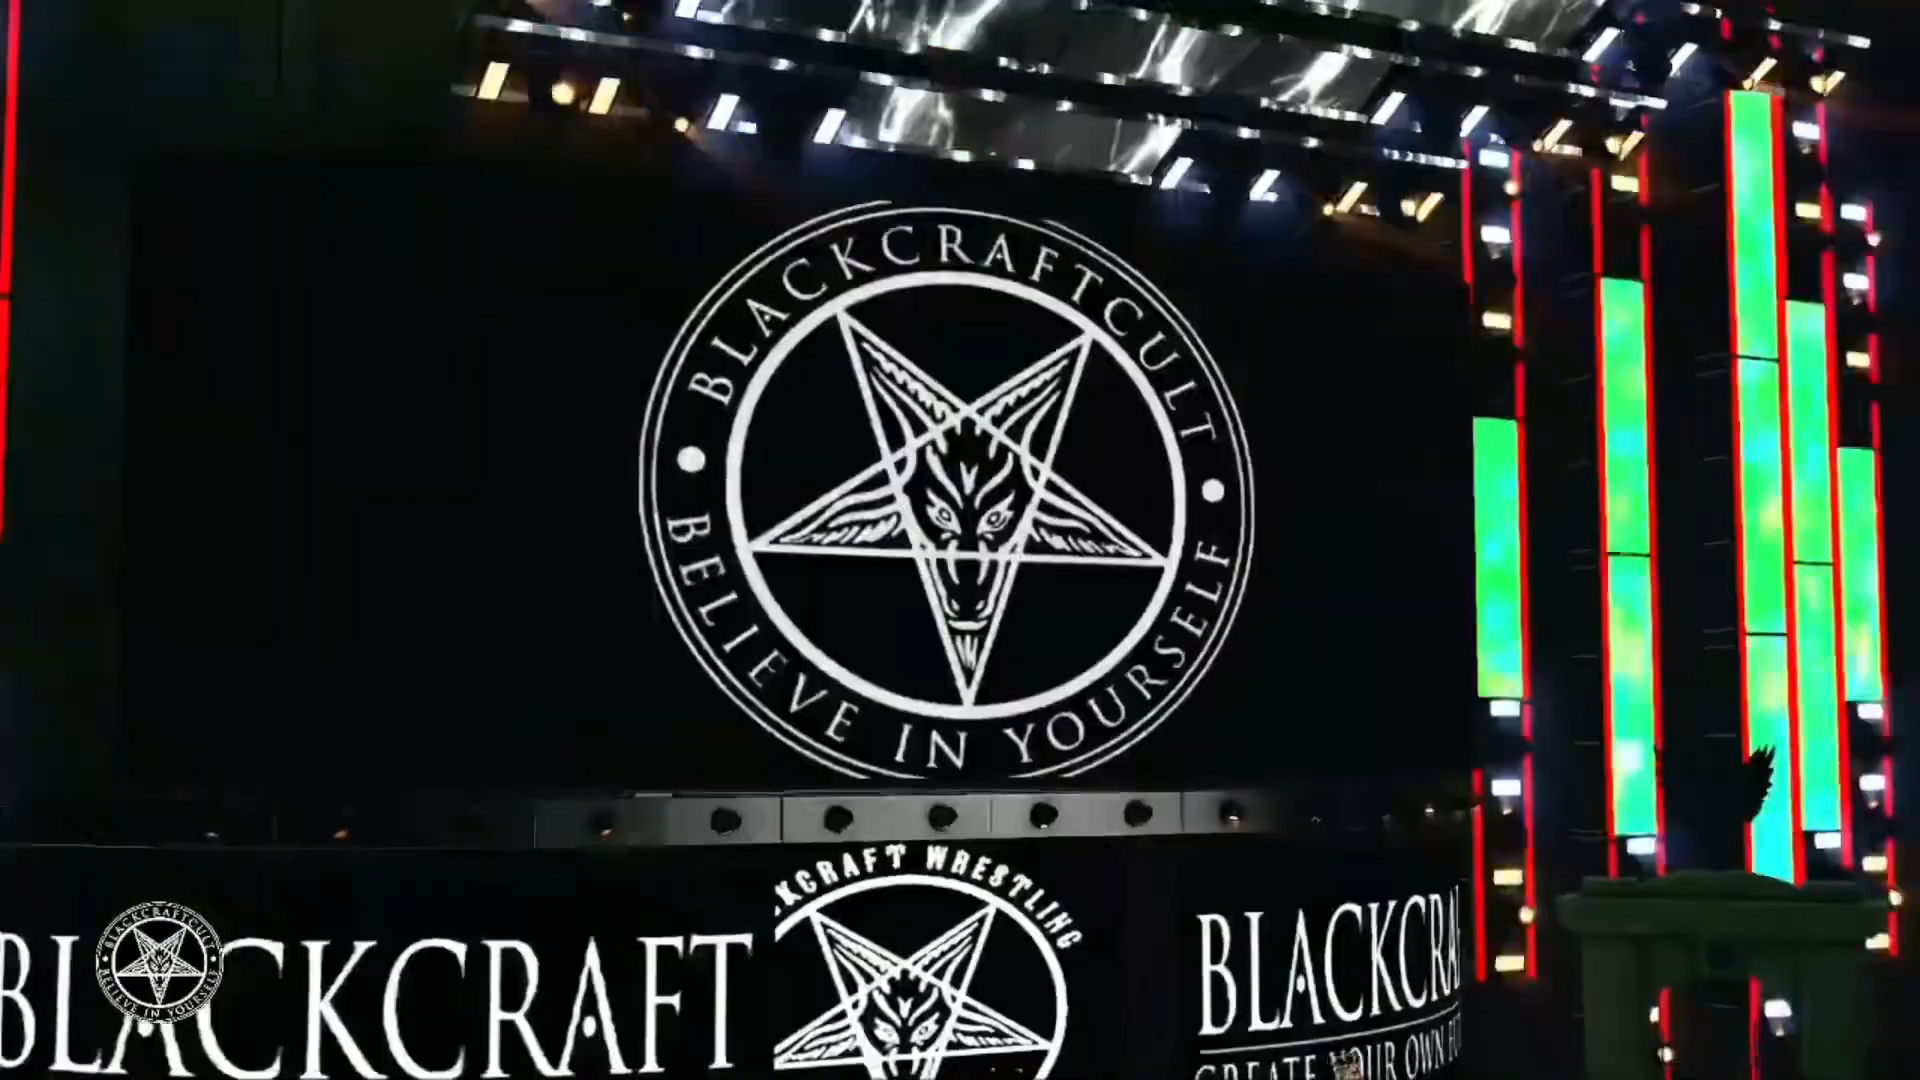 BLACKCRAFTCULT
BELIEVE IN YOURSELF
CKCRAFT WRESTLING
BLACKCRAFT
BLACKCRAFTCULT
BELIEVE IN YOURSELF
BLACKCRA
CREATE YOUR OWN